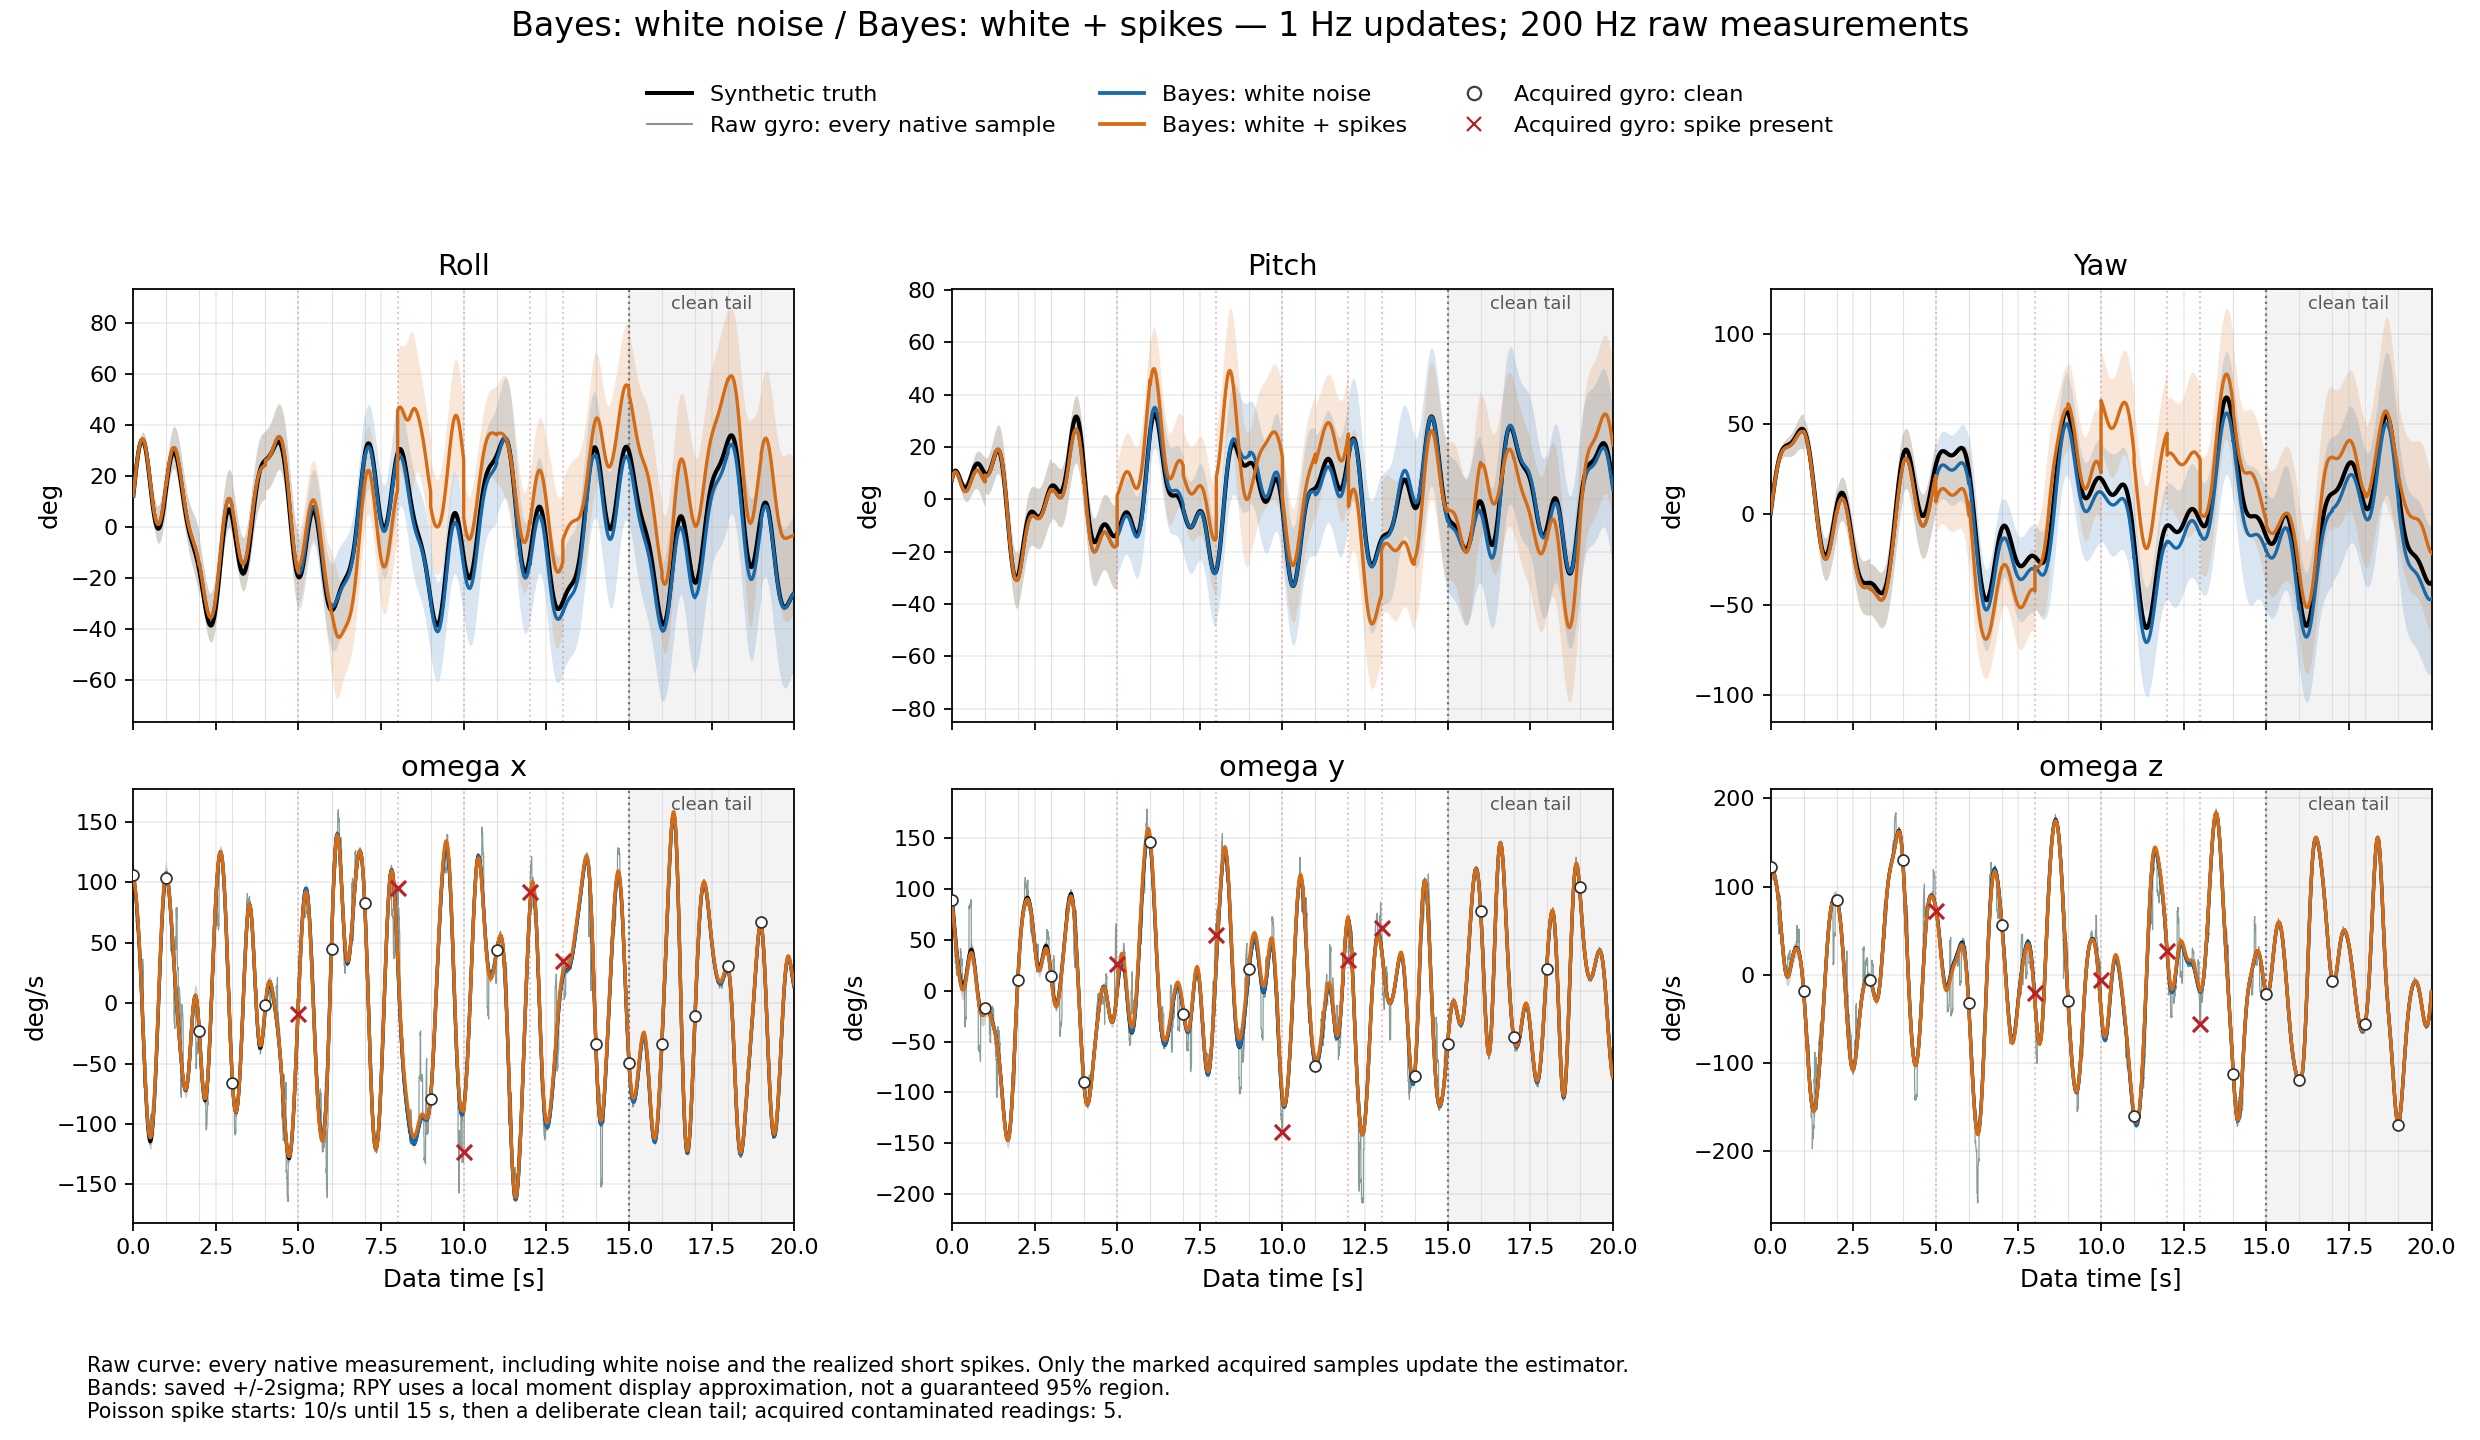 Bayes: white noise / Bayes: white + spikes — 1 Hz updates; 200 Hz raw measurements
Synthetic truth
Raw gyro: every native sample
Bayes: white noise
Bayes: white + spikes
Acquired gyro: clean
Acquired gyro: spike present
Roll
clean tail
deg
80
60
40
20
0
−20
−40
−60
Pitch
clean tail
deg
80
60
40
20
0
−20
−40
−60
−80
Yaw
clean tail
deg
100
50
0
−50
−100
omega x
clean tail
deg/s
150
100
50
0
−50
−100
−150
0.0 2.5 5.0 7.5 10.0 12.5 15.0 17.5 20.0
Data time [s]
omega y
clean tail
deg/s
150
100
50
0
−50
−100
−150
−200
0.0 2.5 5.0 7.5 10.0 12.5 15.0 17.5 20.0
Data time [s]
omega z
clean tail
deg/s
200
100
0
−100
−200
0.0 2.5 5.0 7.5 10.0 12.5 15.0 17.5 20.0
Data time [s]
Raw curve: every native measurement, including white noise and the realized short spikes. Only the marked acquired samples update the estimator.
Bands: saved +/-2sigma; RPY uses a local moment display approximation, not a guaranteed 95% region.
Poisson spike starts: 10/s until 15 s, then a deliberate clean tail; acquired contaminated readings: 5.